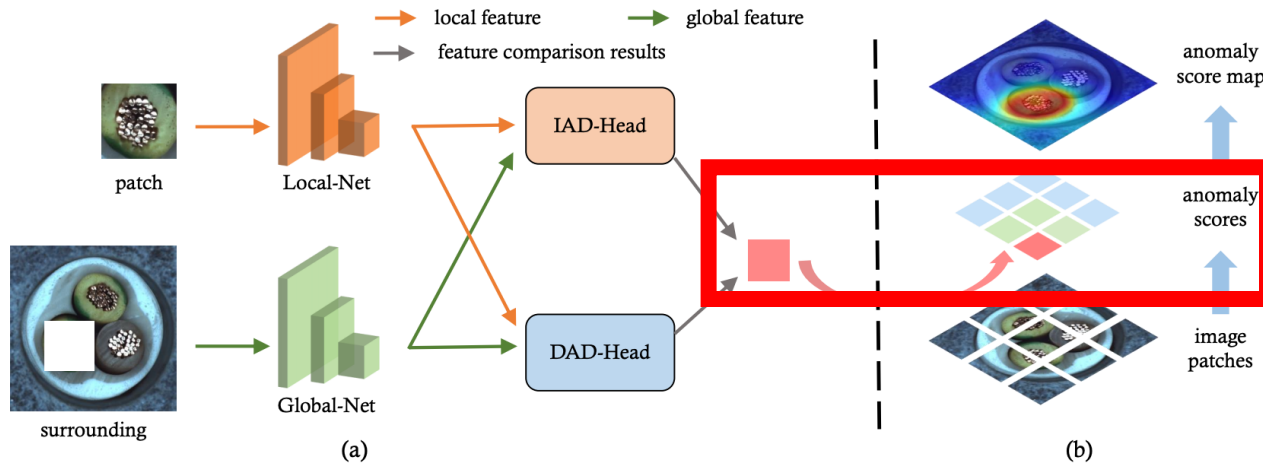 local feature
global feature
feature comparison results
anomaly
score map
IAD-Head
patch
Local-Net
anomaly
scores
DAD-Head
image
patches
Global-Net
surrounding
(a)
(b)